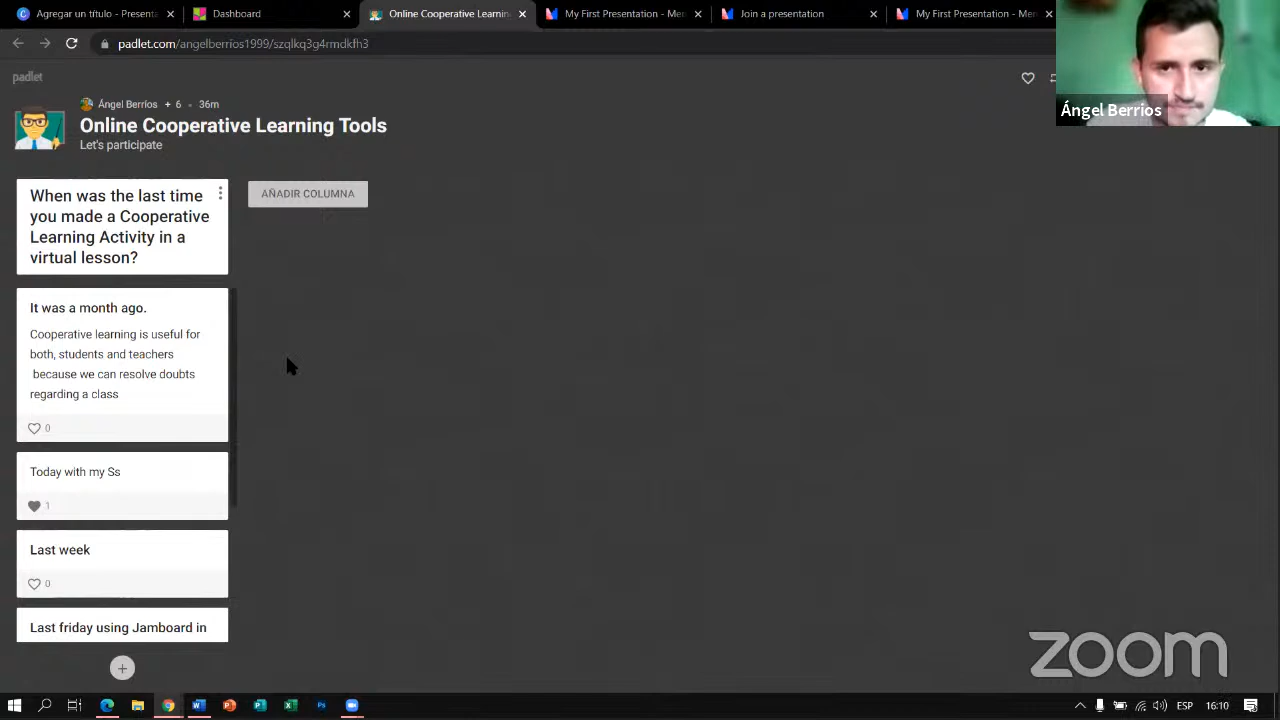 Agregar un título - Presenta
Dashboard
Online Cooperative Learnin
My First Presentation - Men
Join a presentation
My First Presentation - Men
padlet.com/angelberrios1999/szqlkq3g4rmdkfh3
padlet
Ángel Berríos + 6 • 36m
Online Cooperative Learning Tools
Let's participate
Ángel Berrios
When was the last time
you made a Cooperative
Learning Activity in a
virtual lesson?
AÑADIR COLUMNA
It was a month ago.
Cooperative learning is useful for
both, students and teachers
because we can resolve doubts
regarding a class
0
Today with my Ss
1
Last week
0
Last friday using Jamboard in
zoom
ESP
16:10